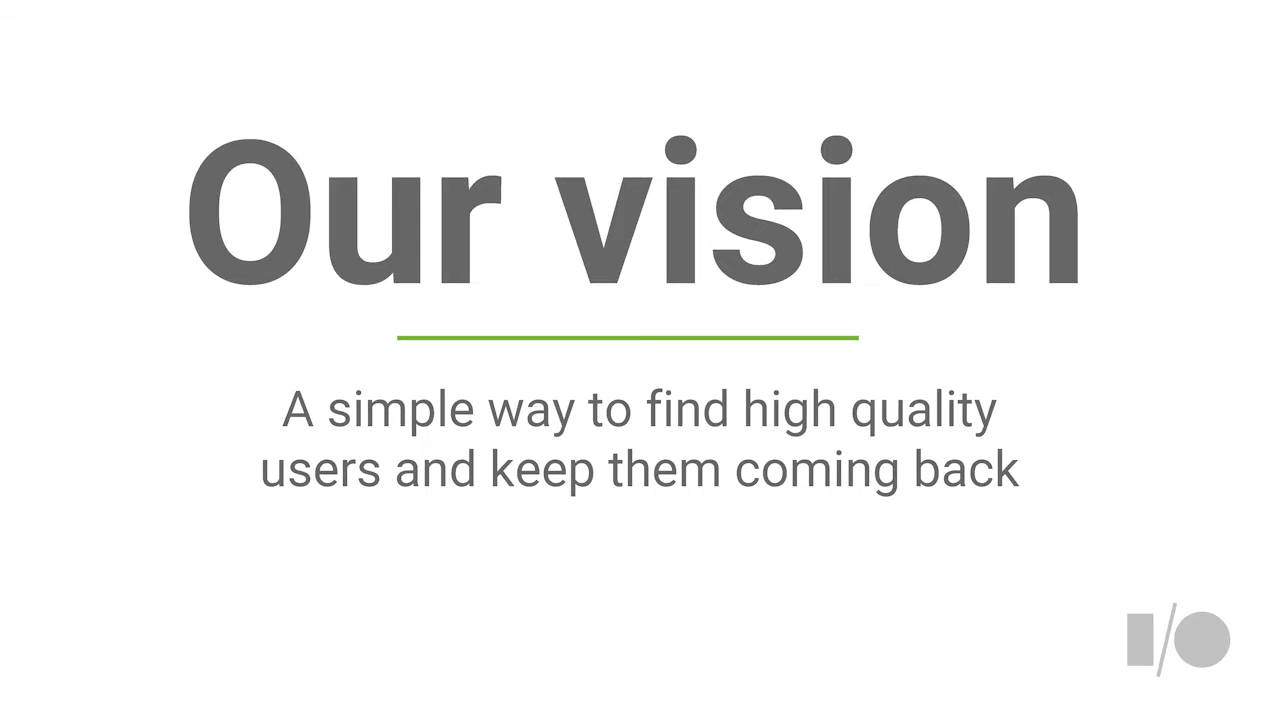 Our vision
A simple way to find high quality
users and keep them coming back
I/O